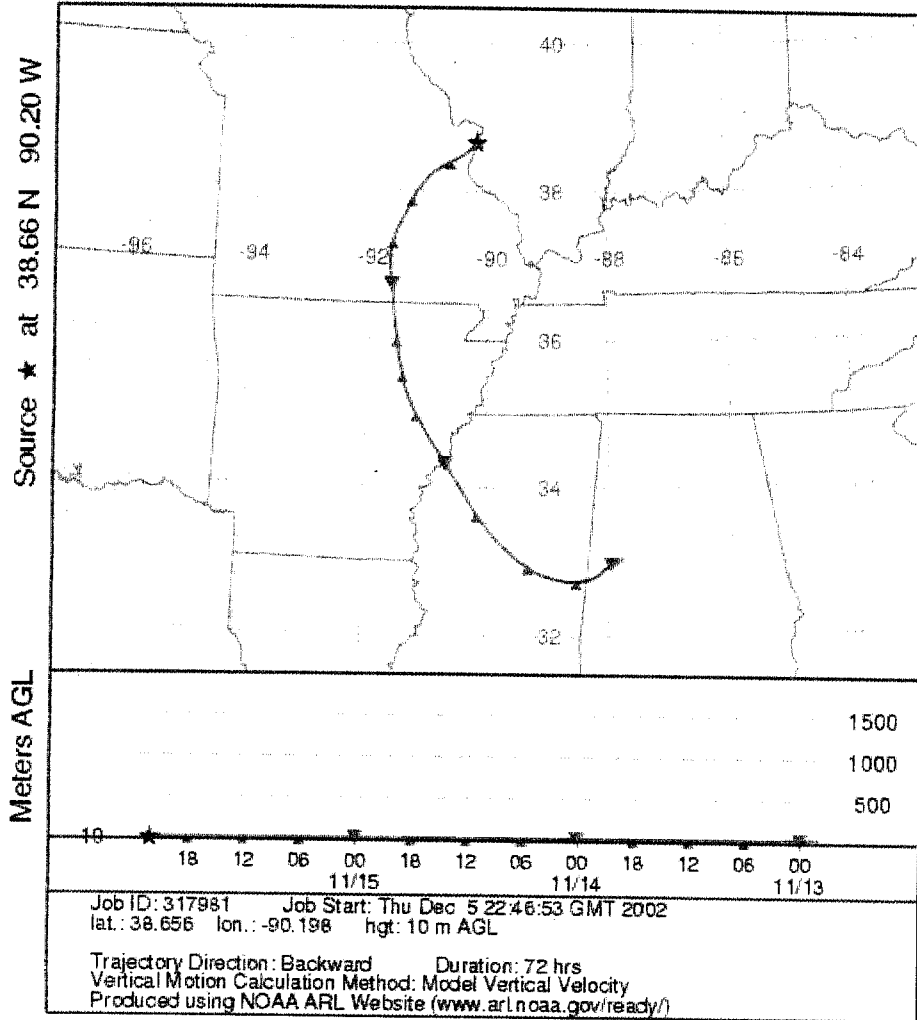 Source ★ at 38.66 N 90.20 W
40
38
-96 -94 -92 -90 -88 -86 -84
36
34
32
Meters AGL
1500
1000
500
10
18 12 06 00 18 12 06 00 18 12 06 00
11/15 11/14 11/13
Job ID: 317981 Job Start: Thu Dec 5 22:46:53 GMT 2002
lat.: 38.656 lon.: -90.198 hgt: 10 m AGL
Trajectory Direction: Backward Duration: 72 hrs
Vertical Motion Calculation Method: Model Vertical Velocity
Produced using NOAA ARL Website (www.arl.noaa.gov/ready/)